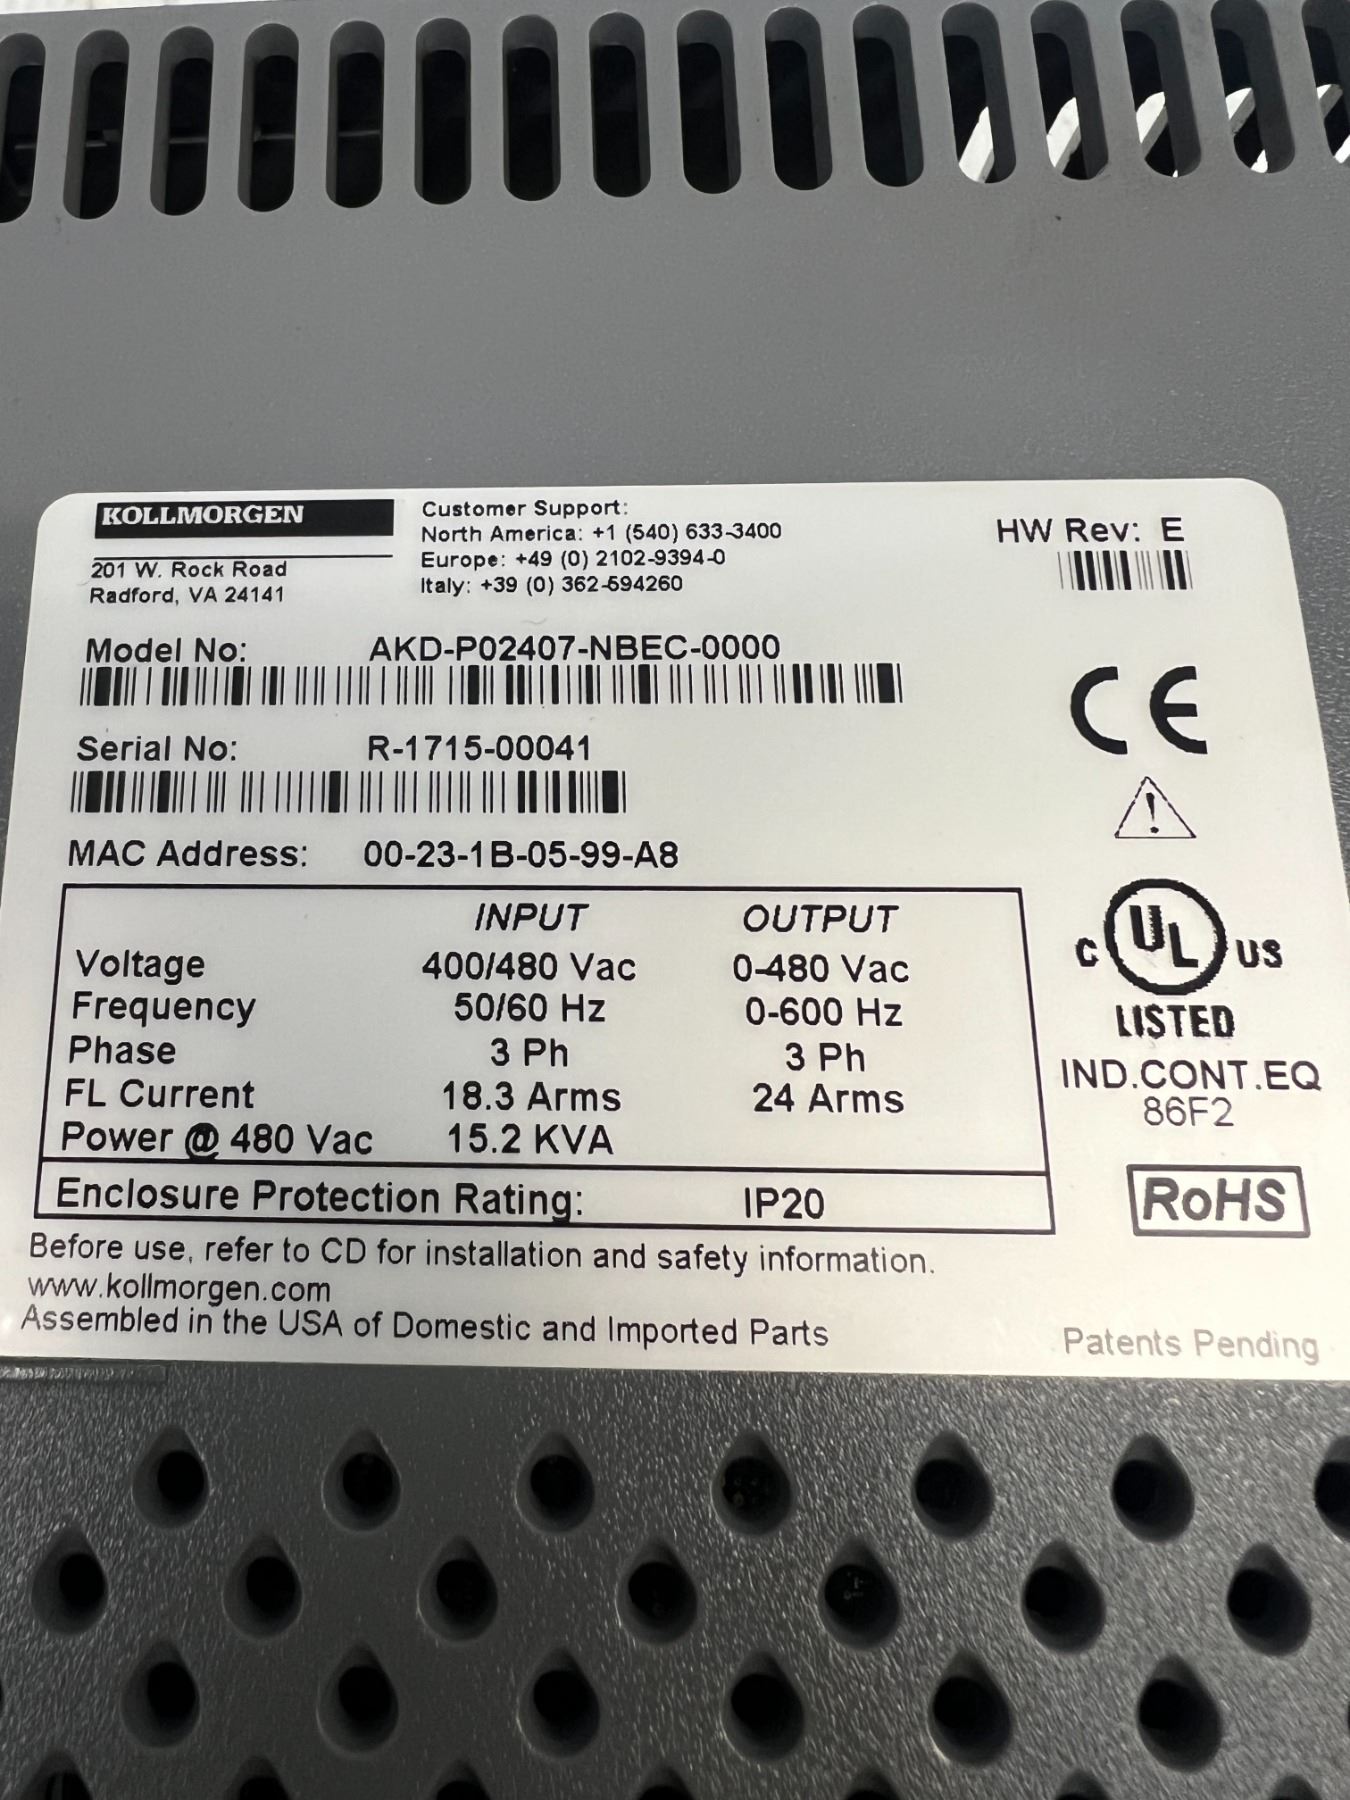 KOLLMORGEN
201 W. Rock Road
Radford, VA 24141
Customer Support:
North America: +1 (540) 633-3400
Europe: +49 (0) 2102-9394-0
Italy: +39 (0) 362-594260
HW Rev: E
Model No: AKD-P02407-NBEC-0000
Serial No: R-1715-00041
MAC Address: 00-23-1B-05-99-A8
INPUT OUTPUT
Voltage 400/480 Vac 0-480 Vac
Frequency 50/60 Hz 0-600 Hz
Phase 3 Ph 3 Ph
FL Current 18.3 Arms 24 Arms
Power @ 480 Vac 15.2 KVA
Enclosure Protection Rating: IP20
Before use, refer to CD for installation and safety information.
www.kollmorgen.com
Assembled in the USA of Domestic and Imported Parts
CE
C UL US
LISTED
IND.CONT.EQ
86F2
RoHS
Patents Pending